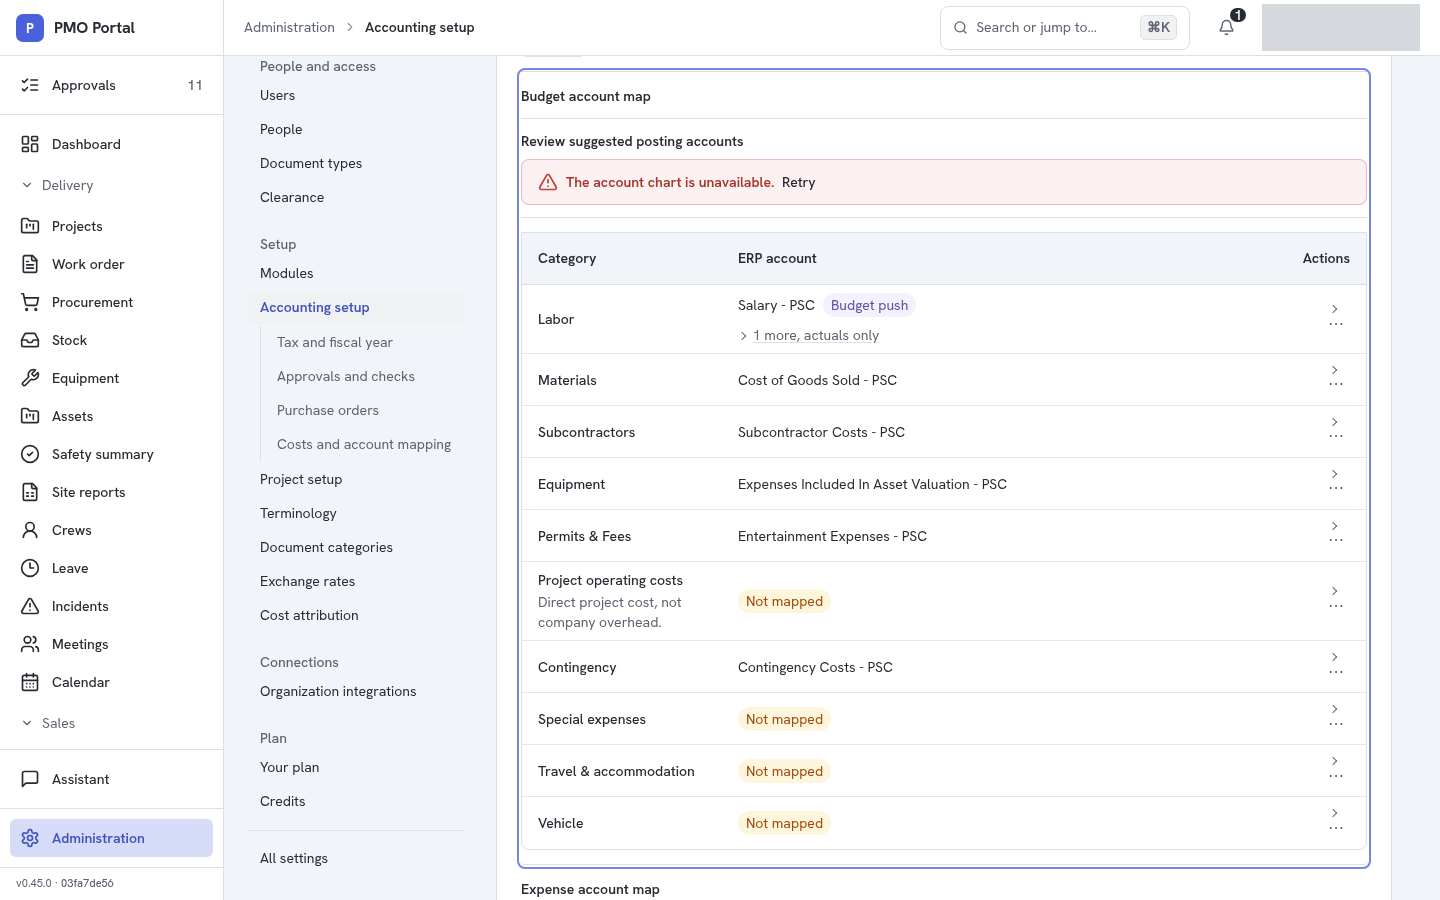 P PMO Portal
Administration > Accounting setup
Search or jump to... ⌘K
1
Approvals 11
Dashboard
Delivery
Projects
Work order
Procurement
Stock
Equipment
Assets
Safety summary
Site reports
Crews
Leave
Incidents
Meetings
Calendar
Sales
Assistant
Administration
v0.45.0 · 03fa7de56
People and access
Users
People
Document types
Clearance
Setup
Modules
Accounting setup
Tax and fiscal year
Approvals and checks
Purchase orders
Costs and account mapping
Project setup
Terminology
Document categories
Exchange rates
Cost attribution
Connections
Organization integrations
Plan
Your plan
Credits
All settings
Budget account map
Review suggested posting accounts
The account chart is unavailable. Retry
Category ERP account Actions
Labor Salary - PSC Budget push
1 more, actuals only
Materials Cost of Goods Sold - PSC
Subcontractors Subcontractor Costs - PSC
Equipment Expenses Included In Asset Valuation - PSC
Permits & Fees Entertainment Expenses - PSC
Project operating costs
Direct project cost, not
company overhead.
Not mapped
Contingency Contingency Costs - PSC
Special expenses Not mapped
Travel & accommodation Not mapped
Vehicle Not mapped
Expense account map